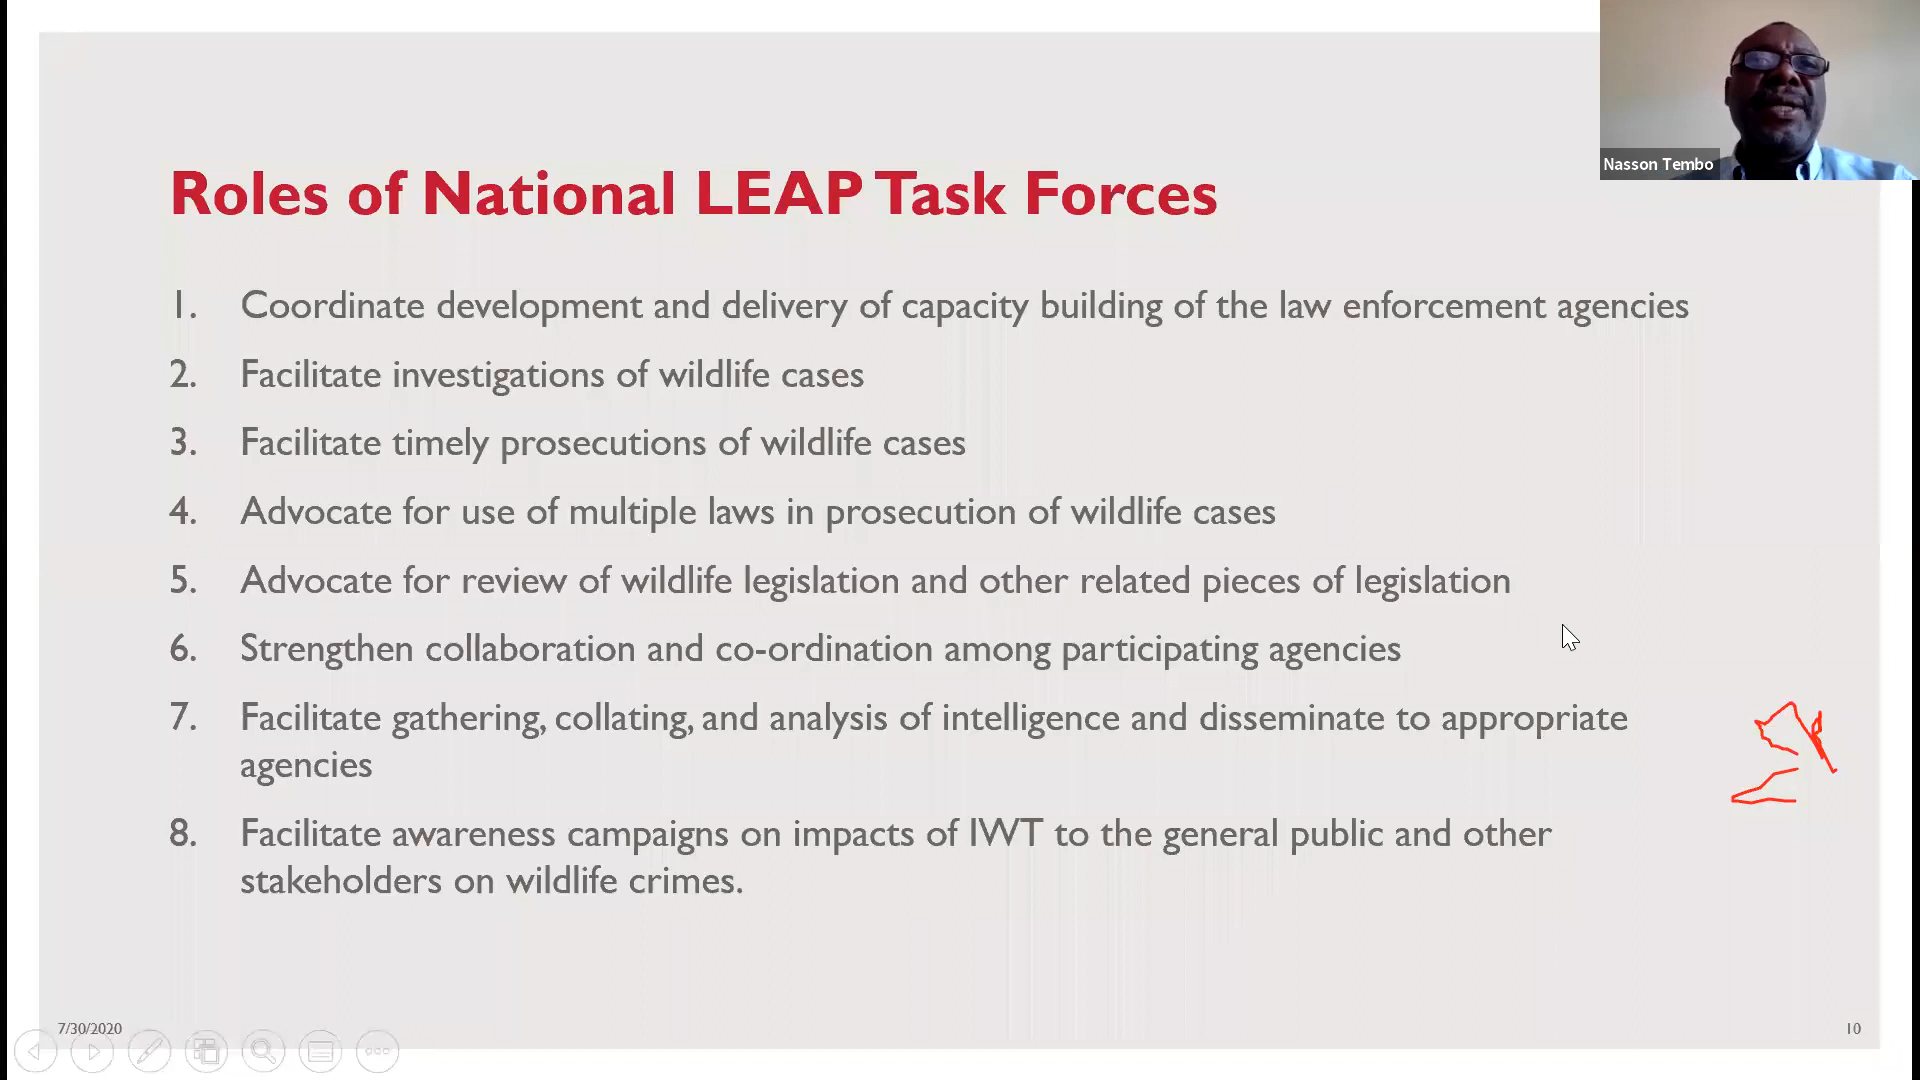 Nasson Tembo
Roles of National LEAP Task Forces
1. Coordinate development and delivery of capacity building of the law enforcement agencies
2. Facilitate investigations of wildlife cases
3. Facilitate timely prosecutions of wildlife cases
4. Advocate for use of multiple laws in prosecution of wildlife cases
5. Advocate for review of wildlife legislation and other related pieces of legislation
6. Strengthen collaboration and co-ordination among participating agencies
7. Facilitate gathering, collating, and analysis of intelligence and disseminate to appropriate
agencies
8. Facilitate awareness campaigns on impacts of IWT to the general public and other
stakeholders on wildlife crimes.
7/30/2020
10